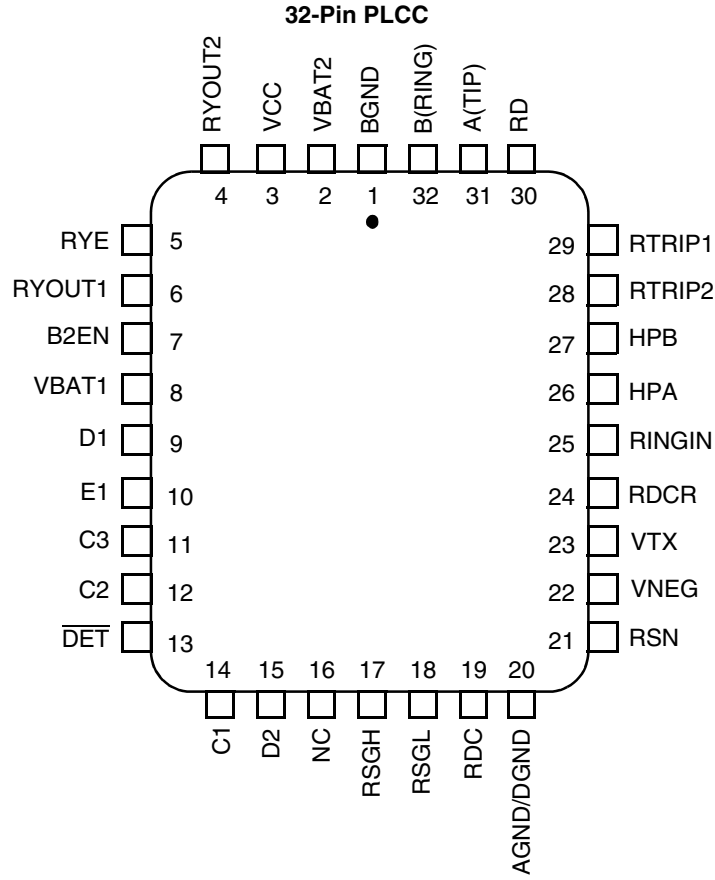 32-Pin PLCC
RYOUT2
VCC
VBAT2
BGND
B(RING)
A(TIP)
RD
4 3 2 1 32 31 30
RYE 5
RYOUT1 6
B2EN 7
VBAT1 8
D1 9
E1 10
C3 11
C2 12
D̅E̅T̅ 13
29 RTRIP1
28 RTRIP2
27 HPB
26 HPA
25 RINGIN
24 RDCR
23 VTX
22 VNEG
21 RSN
14 15 16 17 18 19 20
C1
D2
NC
RSGH
RSGL
RDC
AGND/DGND